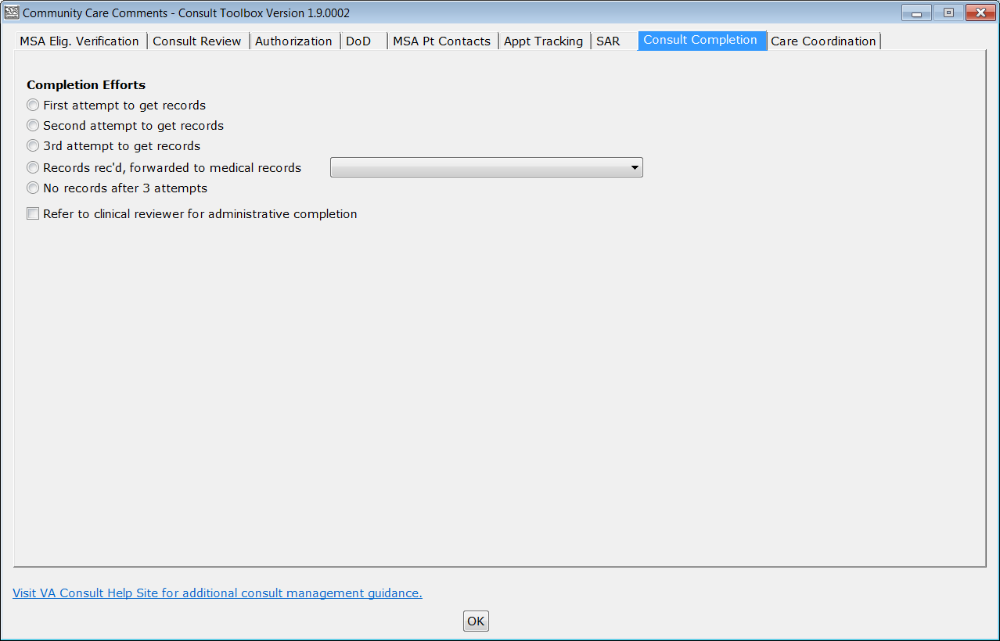 Community Care Comments - Consult Toolbox Version 1.9.0002
MSA Elig. Verification Consult Review Authorization DoD MSA Pt Contacts Appt Tracking SAR Consult Completion Care Coordination
Completion Efforts
First attempt to get records
Second attempt to get records
3rd attempt to get records
Records rec'd, forwarded to medical records
No records after 3 attempts
Refer to clinical reviewer for administrative completion
Visit VA Consult Help Site for additional consult management guidance.
OK